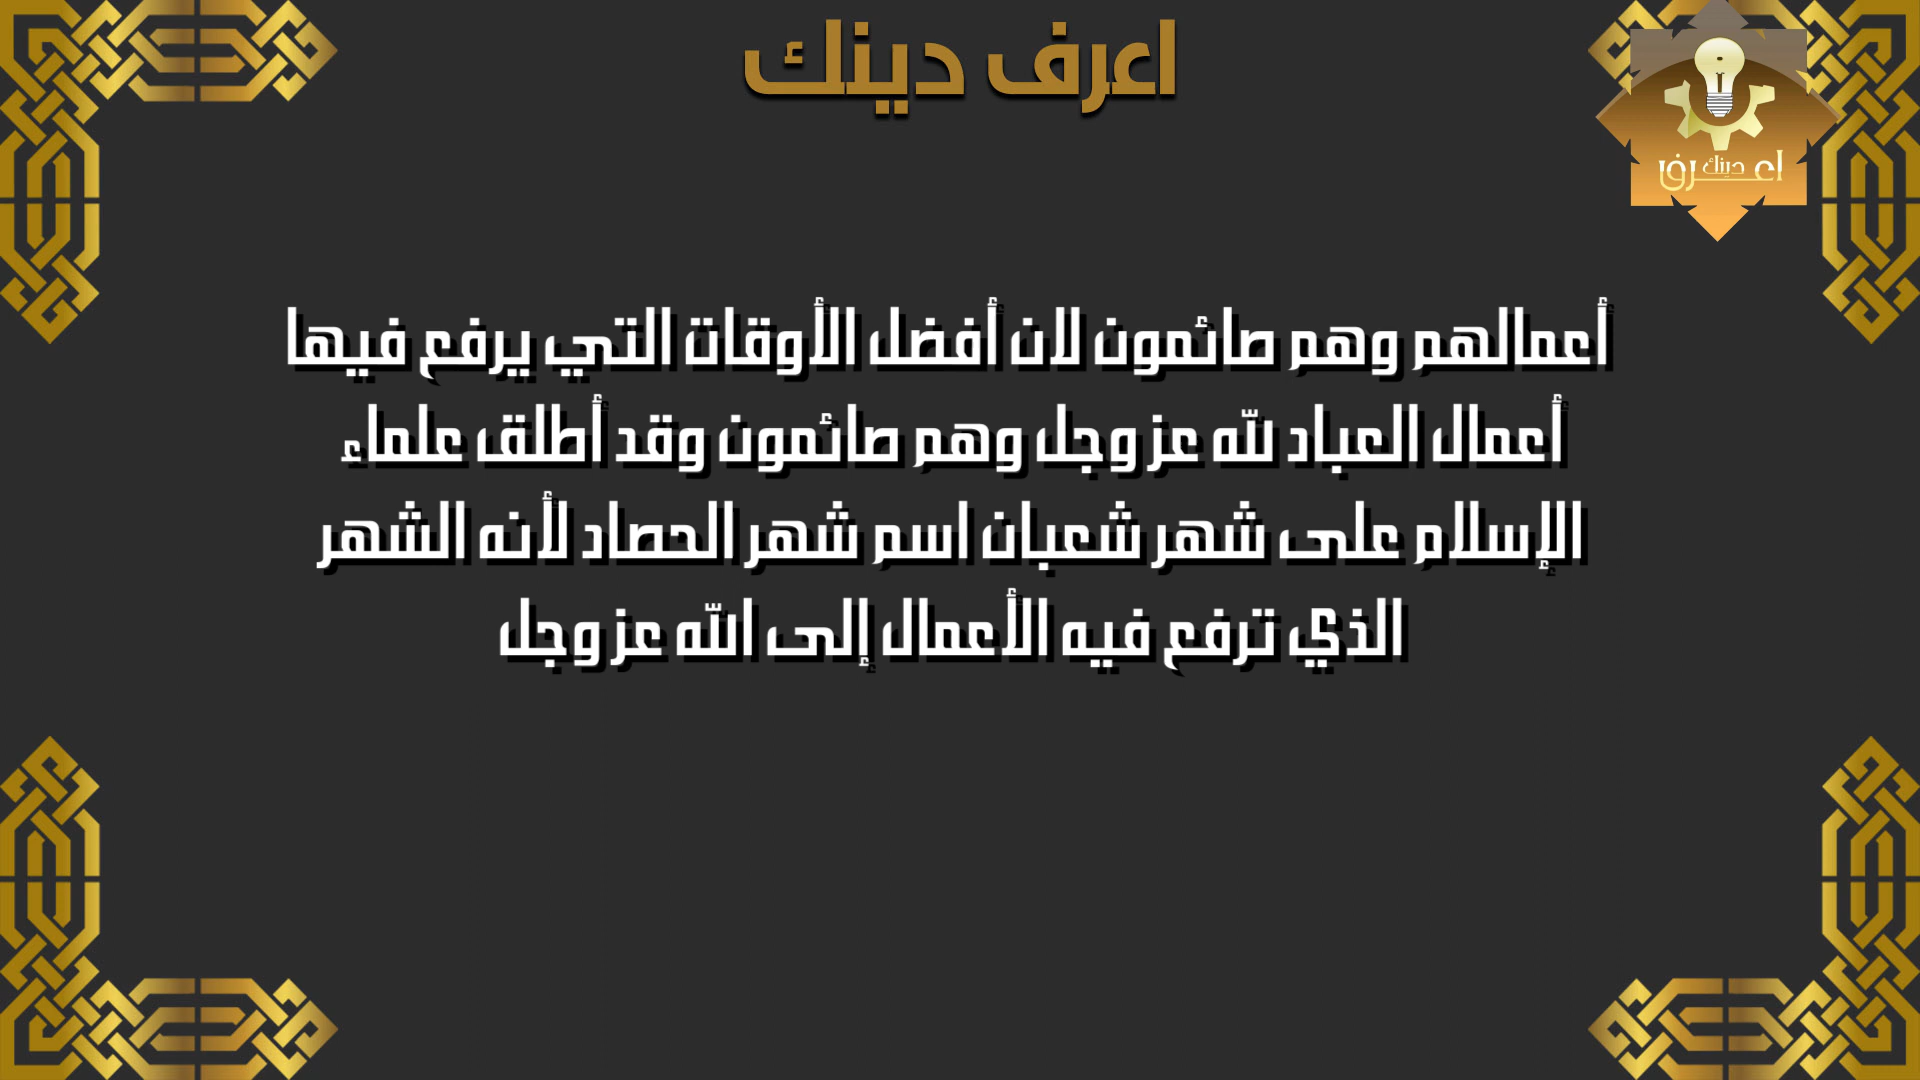 اعرف دينك
اعرف دينك
أعمالهم وهم صائمون لان أفضل الأوقات التي يرفع فيها
أعمال العباد لله عز وجل وهم صائمون وقد أطلق علماء
الإسلام على شهر شعبان اسم شهر الحصاد لأنه الشهر
الذي ترفع فيه الأعمال إلى الله عز وجل